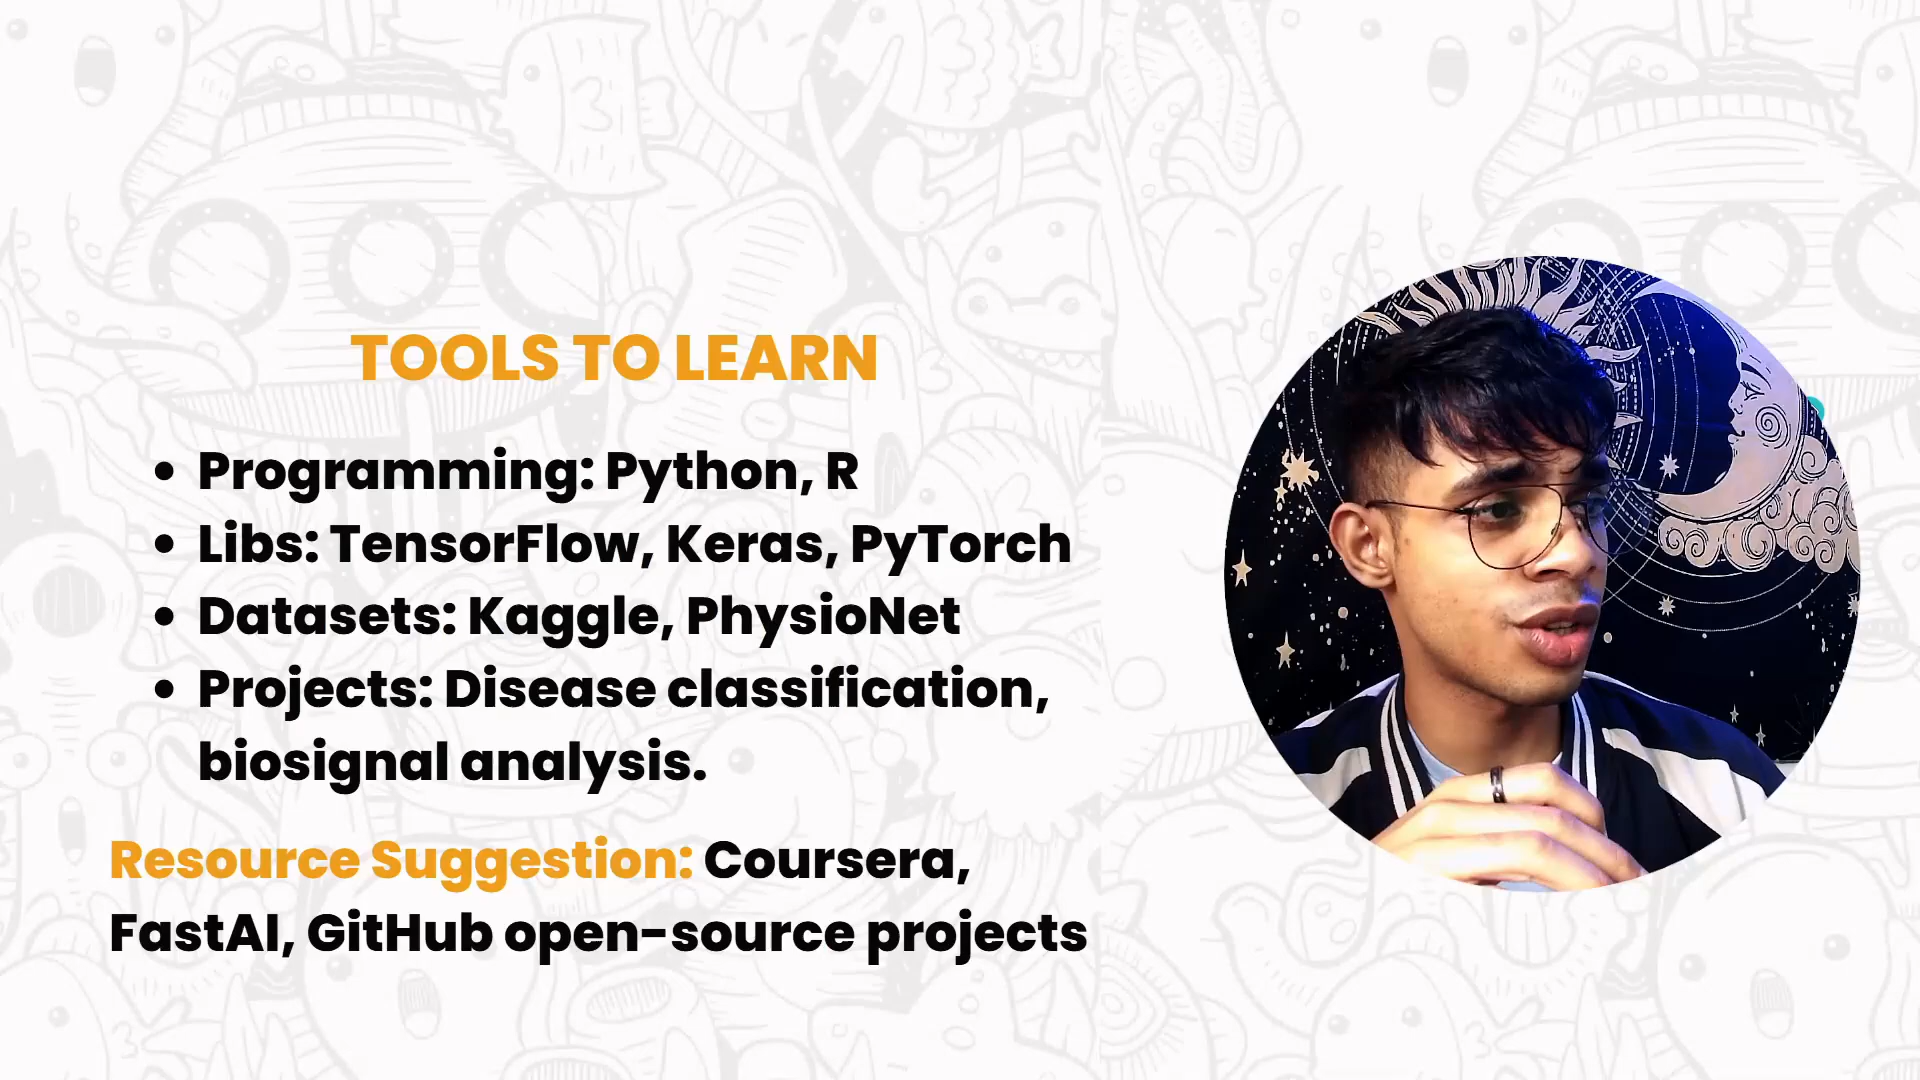 TOOLS TO LEARN
• Programming: Python, R
• Libs: TensorFlow, Keras, PyTorch
• Datasets: Kaggle, PhysioNet
• Projects: Disease classification,
biosignal analysis.
Resource Suggestion: Coursera,
FastAI, GitHub open-source projects